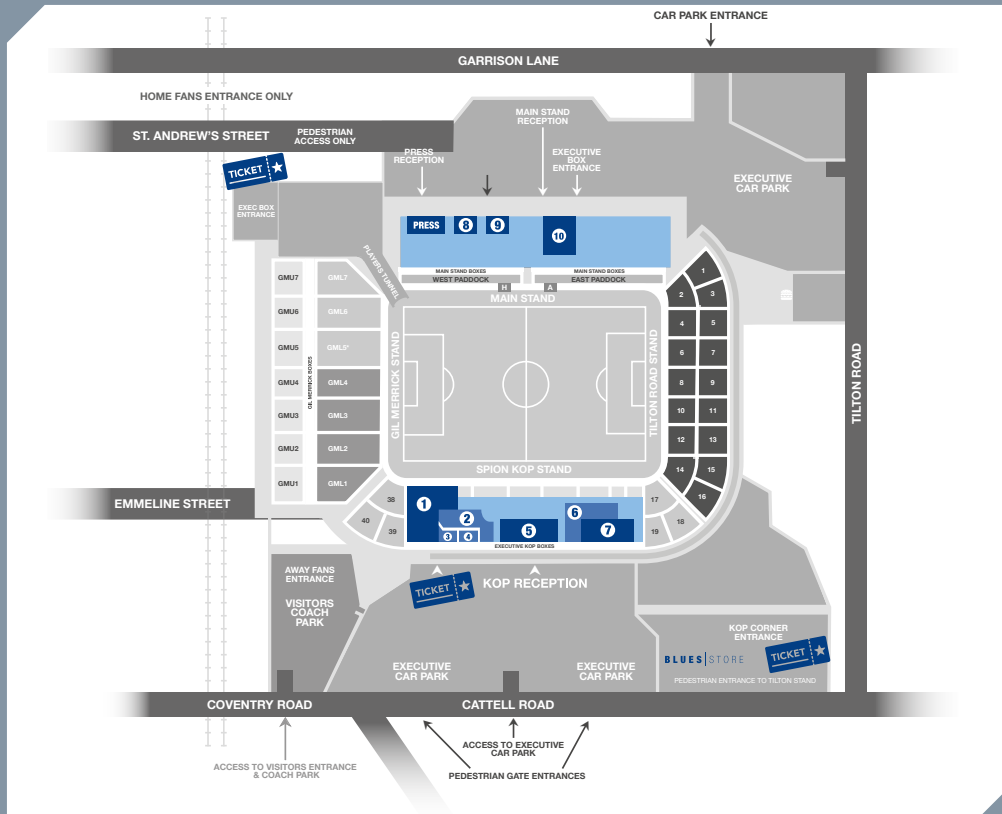 CAR PARK ENTRANCE
GARRISON LANE
HOME FANS ENTRANCE ONLY
ST. ANDREW'S STREET
PEDESTRIAN
ACCESS ONLY
TICKET
EXEC BOX
ENTRANCE
PRESS
RECEPTION
MAIN STAND
RECEPTION
EXECUTIVE
BOX
ENTRANCE
EXECUTIVE
CAR PARK
PRESS
8
9
10
PLAYERS TUNNEL
MAIN STAND BOXES
WEST PADDOCK
MAIN STAND BOXES
EAST PADDOCK
H
A
MAIN STAND
GIL MERRICK STAND
TILTON ROAD STAND
SPION KOP STAND
GMU7
GML7
GMU6
GML6
GMU5
GML5*
GMU4
GML4
GMU3
GML3
GMU2
GML2
GMU1
GML1
GIL MERRICK BOXES
1
2
3
4
5
6
7
8
9
10
11
12
13
14
15
16
17
18
19
38
39
40
1
2
3
4
5
6
7
EXECUTIVE KOP BOXES
TILTON ROAD
EMMELINE STREET
AWAY FANS
ENTRANCE
VISITORS
COACH
PARK
TICKET
KOP RECEPTION
EXECUTIVE
CAR PARK
EXECUTIVE
CAR PARK
KOP CORNER
ENTRANCE
BLUES STORE
TICKET
PEDESTRIAN ENTRANCE TO TILTON STAND
COVENTRY ROAD
CATTELL ROAD
ACCESS TO VISITORS ENTRANCE
& COACH PARK
ACCESS TO EXECUTIVE
CAR PARK
PEDESTRIAN GATE ENTRANCES